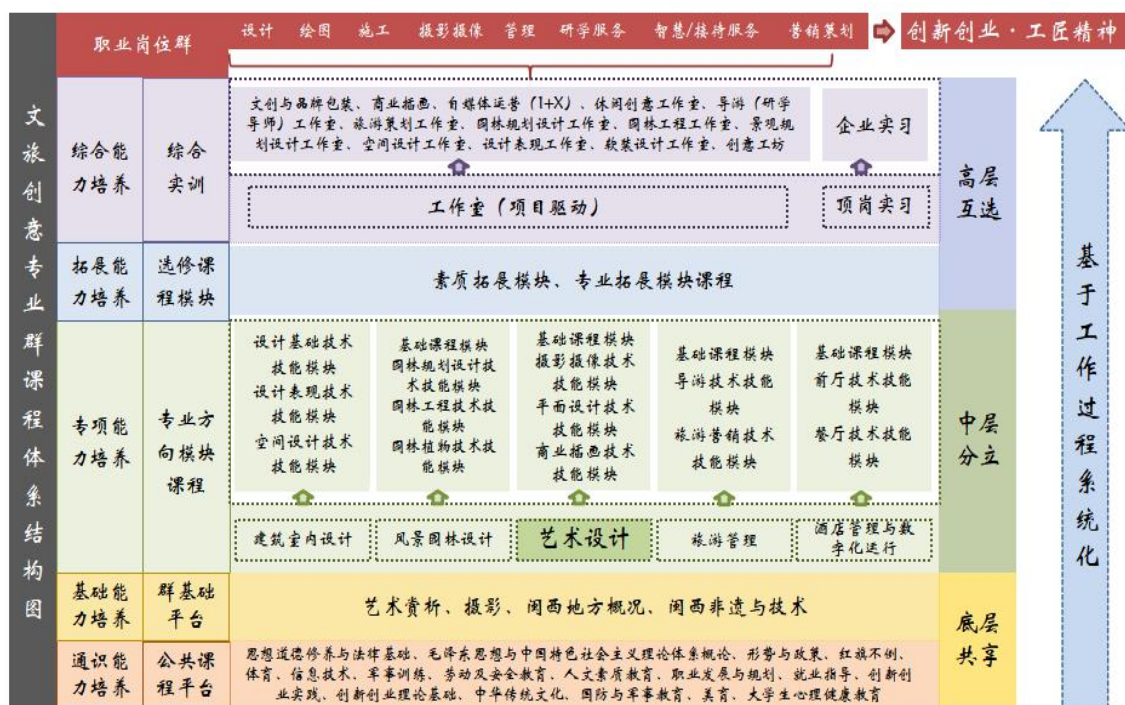 文旅创意专业群课程体系结构图
职业岗位群
设计 绘图 施工 摄影摄像 管理 研学服务 智慧/接待服务 营销策划
创新创业·工匠精神
综合能
力培养
综合
实训
文创与品牌包装、商业插画、自媒体运营(1+X)、休闲创意工作室、导游(研学
导师)工作室、旅游策划工作室、园林规划设计工作室、园林工程工作室、景观规
划设计工作室、空间设计工作室、设计表现工作室、软装设计工作室、创意工坊
企业实习
工作室(项目驱动)
顶岗实习
高层
互选
拓展能
力培养
选修课
程模块
素质拓展模块、专业拓展模块课程
专项能
力培养
专业方
向模块
课程
设计基础技术
技能模块
设计表现技术
技能模块
空间设计技术
技能模块
基础课程模块
园林规划设计技
术技能模块
园林工程技术技
能模块
园林植物技术技
能模块
基础课程模块
摄影摄像技术
技能模块
平面设计技术
技能模块
商业插画技术
技能模块
基础课程模块
导游技术技能
模块
旅游营销技术
技能模块
基础课程模块
前厅技术技能
模块
餐厅技术技能
模块
建筑室内设计
风景园林设计
艺术设计
旅游管理
酒店管理与数
字化运行
中层
分立
基础能
力培养
群基础
平台
艺术赏析、摄影、闽西地方概况、闽西非遗与技术
通识能
力培养
公共课
程平台
思想道德修养与法律基础、毛泽东思想与中国特色社会主义理论体系概论、形势与政策、红旗不倒、
体育、信息技术、军事训练、劳动及安全教育、人文素质教育、职业发展与规划、就业指导、创新创
业实践、创新创业理论基础、中华传统文化、国防与军事教育、美育、大学生心理健康教育
底层
共享
基于工作过程系统化